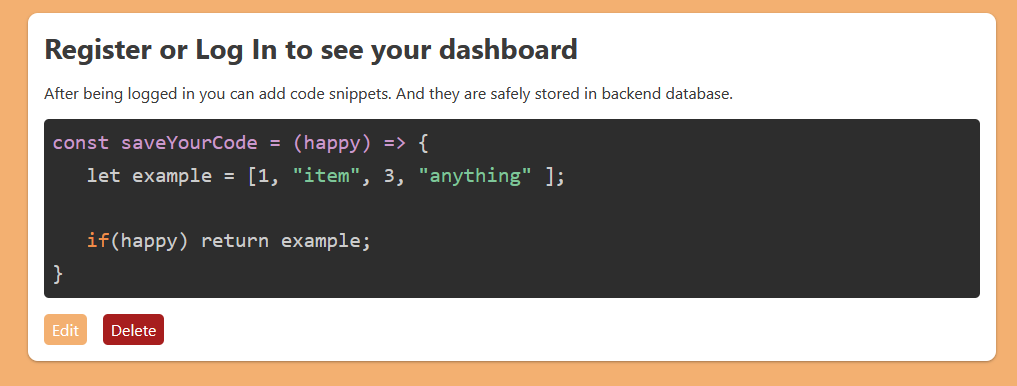 Register or Log In to see your dashboard
After being logged in you can add code snippets. And they are safely stored in backend database.
const saveYourCode = (happy) => {
   let example = [1, "item", 3, "anything" ];
   if(happy) return example;
}
Edit Delete